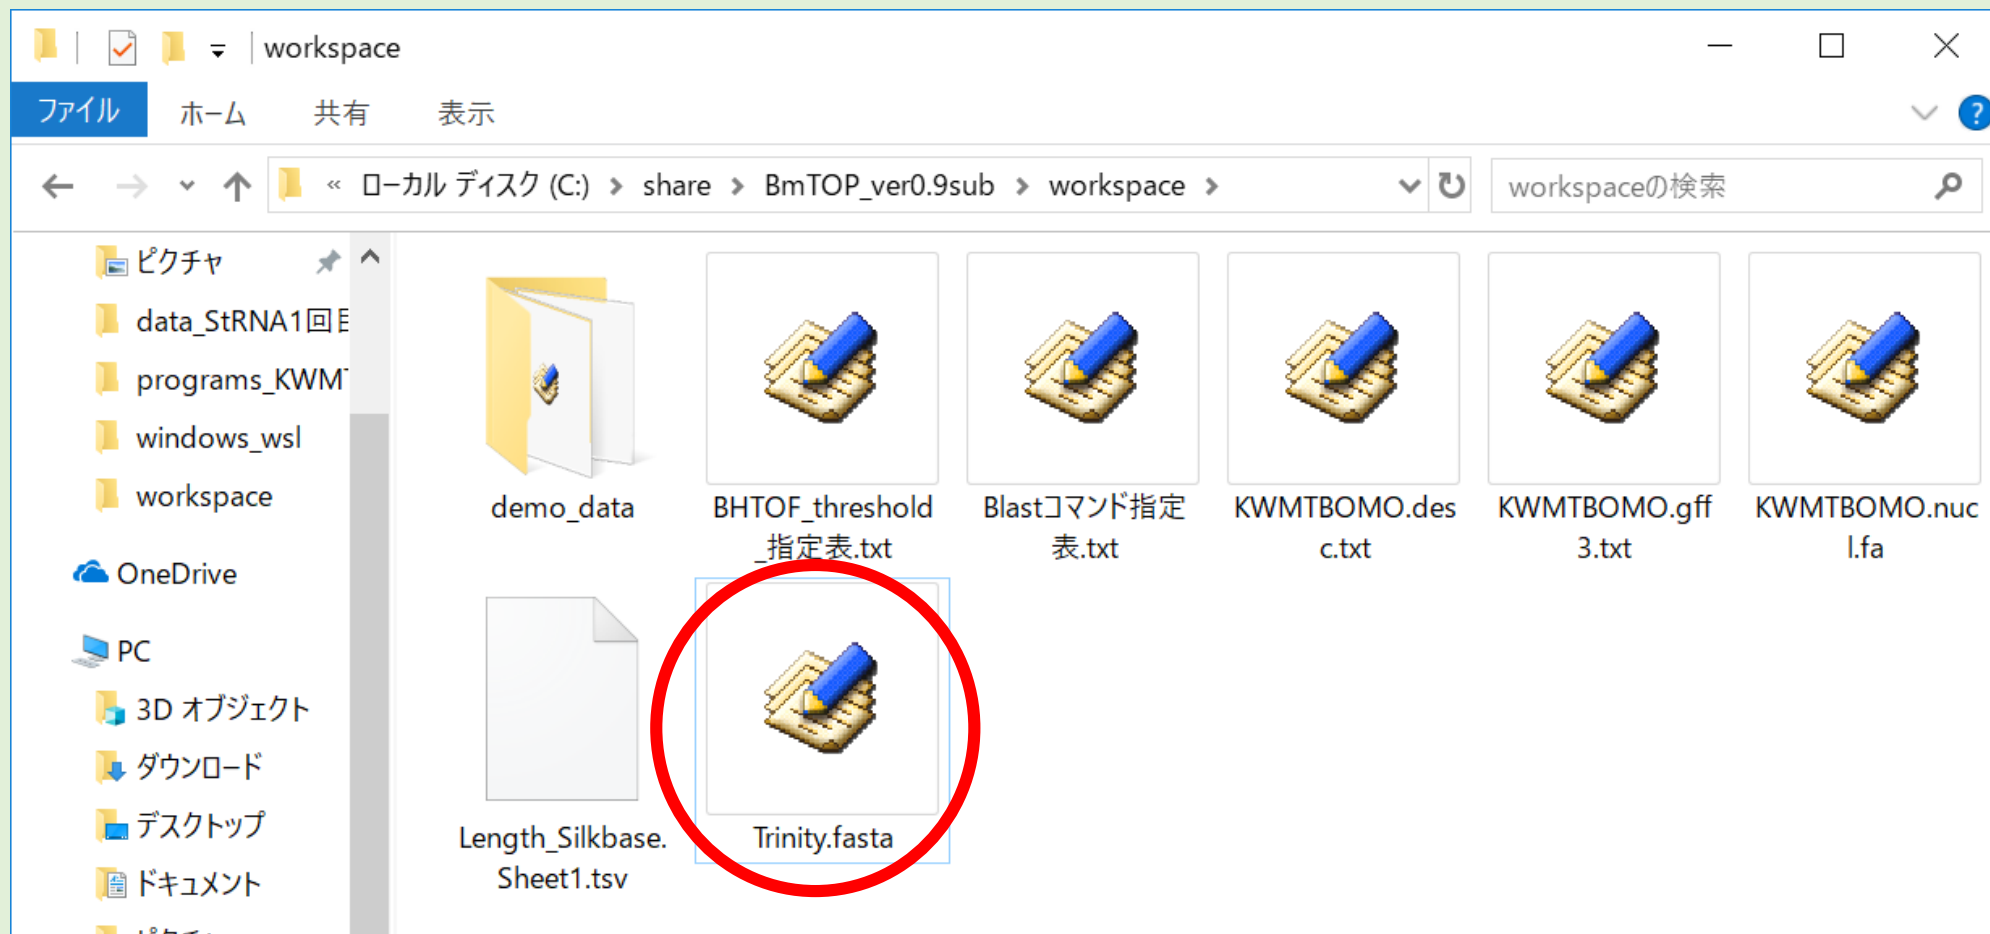 workspace
ファイル ホーム 共有 表示
« ローカル ディスク (C:) > share > BmTOP_ver0.9sub > workspace >
workspaceの検索
ピクチャ
data_StRNA1回目
programs_KWMT
windows_wsl
workspace
OneDrive
PC
3D オブジェクト
ダウンロード
デスクトップ
ドキュメント
demo_data
BHTOF_threshold
_指定表.txt
Blastコマンド指定
表.txt
KWMTBOMO.des
c.txt
KWMTBOMO.gff
3.txt
KWMTBOMO.nuc
l.fa
Length_Silkbase.
Sheet1.tsv
Trinity.fasta